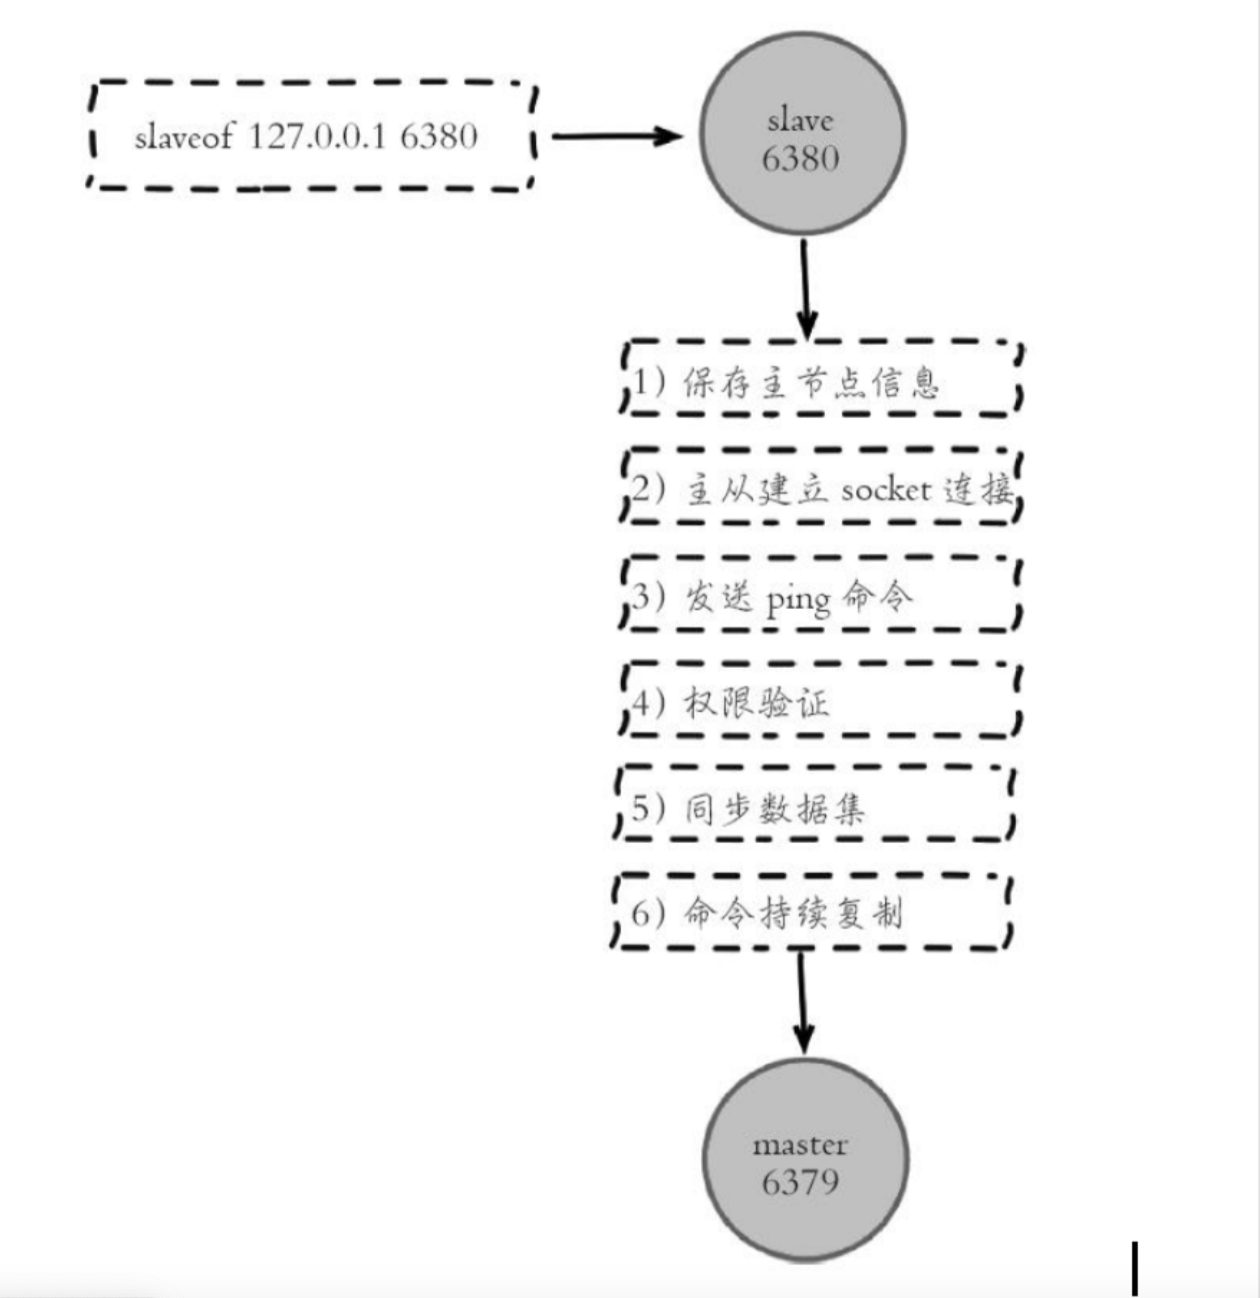 slaveof 127.0.0.1 6380
slave
6380
1) 保存主节点信息
2) 主从建立 socket 连接
3) 发送 ping 命令
4) 权限验证
5) 同步数据集
6) 命令持续复制
master
6379